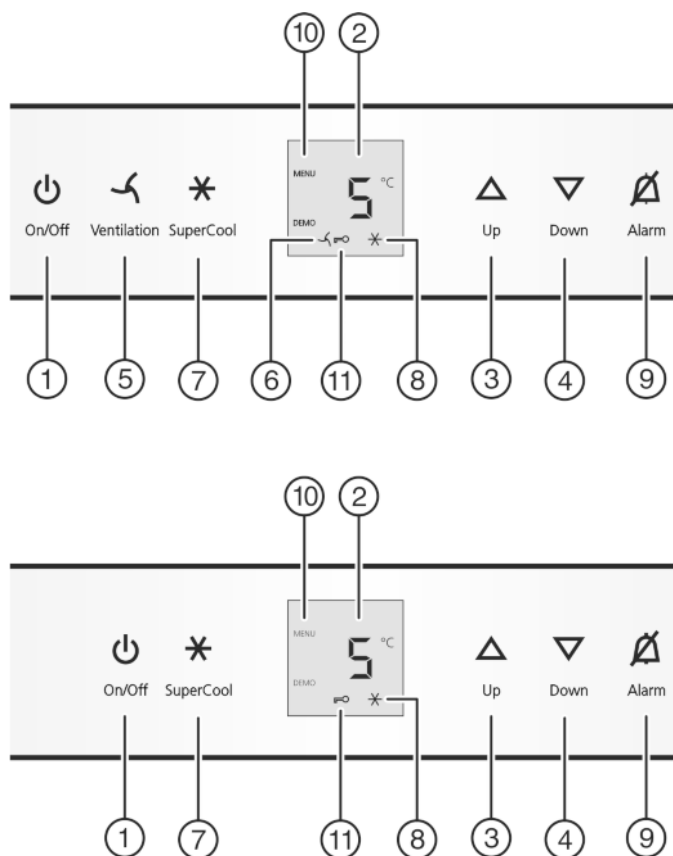 10 2
MENU
5 °C
DEMO
On/Off Ventilation SuperCool Up Down Alarm
1 5 7 6 11 8 3 4 9
10 2
MENU
5 °C
DEMO
On/Off SuperCool Up Down Alarm
1 7 11 8 3 4 9